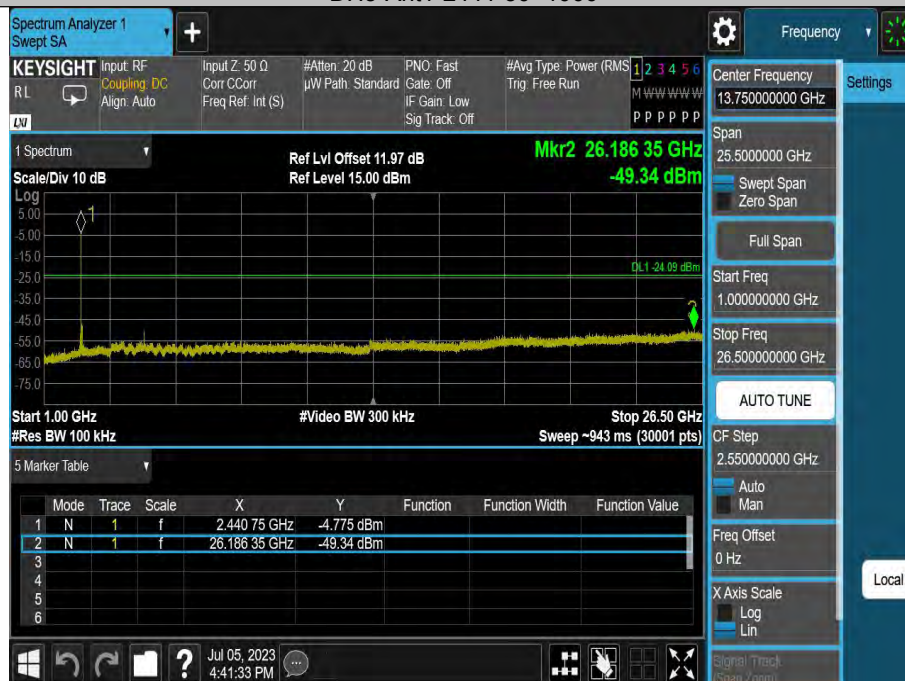 Spectrum Analyzer 1
Swept SA
+
Frequency
KEYSIGHT
RL
LXI
Input: RF
Coupling: DC
Align: Auto
Input Z: 50 Ω
Corr CCorr
Freq Ref: Int (S)
#Atten: 20 dB
µW Path: Standard
PNO: Fast
Gate: Off
IF Gain: Low
Sig Track: Off
#Avg Type: Power (RMS
Trig: Free Run
1 2 3 4 5 6
M W W W W W
P P P P P P
1 Spectrum
Scale/Div 10 dB
Ref Lvl Offset 11.97 dB
Ref Level 15.00 dBm
Mkr2 26.186 35 GHz
-49.34 dBm
Log
5.00
-5.00
-15.0
-25.0
-35.0
-45.0
-55.0
-65.0
-75.0
1
DL1 -24.09 dBm
Start 1.00 GHz
#Res BW 100 kHz
#Video BW 300 kHz
Stop 26.50 GHz
Sweep ~943 ms (30001 pts)
5 Marker Table
Mode Trace Scale X Y Function Function Width Function Value
1 N 1 f 2.440 75 GHz -4.775 dBm
2 N 1 f 26.186 35 GHz -49.34 dBm
3
4
5
6
?
Jul 05, 2023
4:41:33 PM
Center Frequency
13.750000000 GHz
Settings
Span
25.5000000 GHz
Swept Span
Zero Span
Full Span
Start Freq
1.000000000 GHz
Stop Freq
26.500000000 GHz
AUTO TUNE
CF Step
2.550000000 GHz
Auto
Man
Freq Offset
0 Hz
Local
X Axis Scale
Log
Lin
Signal Track
(Span Zoom)